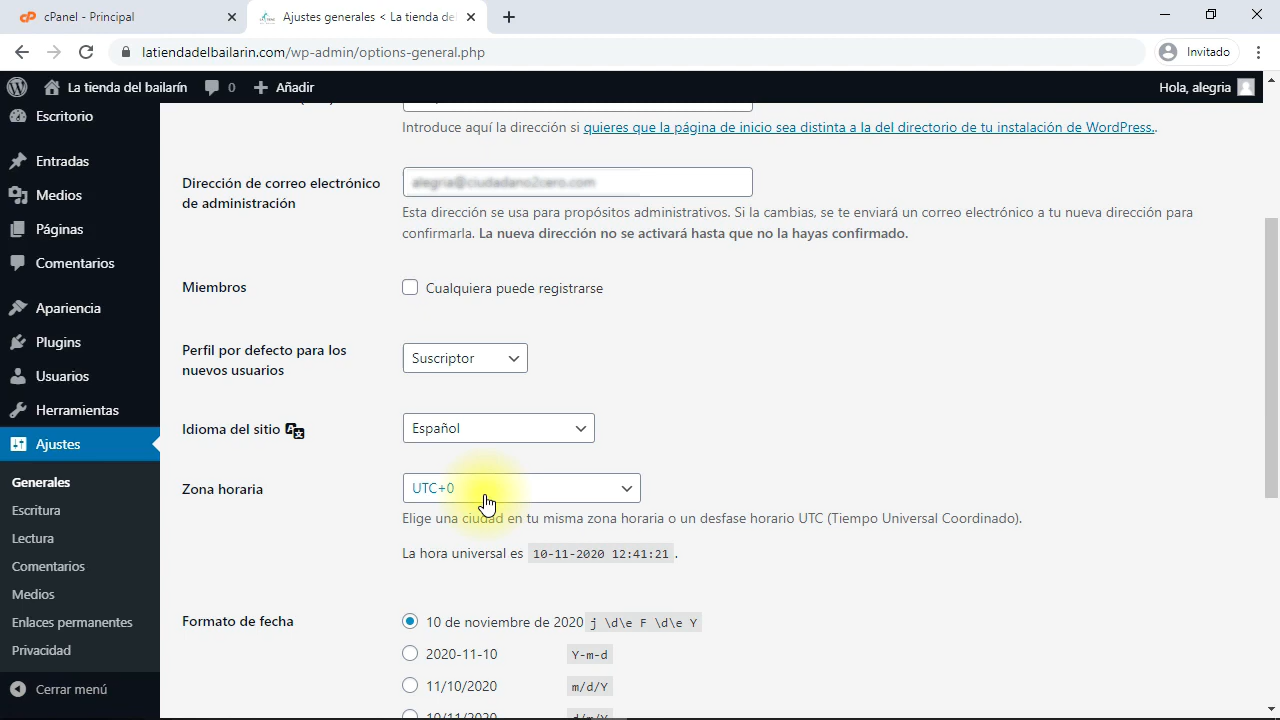 cPanel - Principal
Ajustes generales < La tienda del
latiendadelbailarin.com/wp-admin/options-general.php
Invitado
La tienda del bailarín
0
Añadir
Hola, alegria
Escritorio
Entradas
Medios
Páginas
Comentarios
Apariencia
Plugins
Usuarios
Herramientas
Ajustes
Generales
Escritura
Lectura
Comentarios
Medios
Enlaces permanentes
Privacidad
Cerrar menú
Introduce aquí la dirección si quieres que la página de inicio sea distinta a la del directorio de tu instalación de WordPress..
Dirección de correo electrónico
de administración
alegria@ciudadano2cero.com
Esta dirección se usa para propósitos administrativos. Si la cambias, se te enviará un correo electrónico a tu nueva dirección para
confirmarla. La nueva dirección no se activará hasta que no la hayas confirmado.
Miembros
Cualquiera puede registrarse
Perfil por defecto para los
nuevos usuarios
Suscriptor
Idioma del sitio
Español
Zona horaria
UTC+0
Elige una ciudad en tu misma zona horaria o un desfase horario UTC (Tiempo Universal Coordinado).
La hora universal es 10-11-2020 12:41:21 .
Formato de fecha
10 de noviembre de 2020 j \d\e F \d\e Y
2020-11-10 Y-m-d
11/10/2020 m/d/Y
10/11/2020 d/m/Y